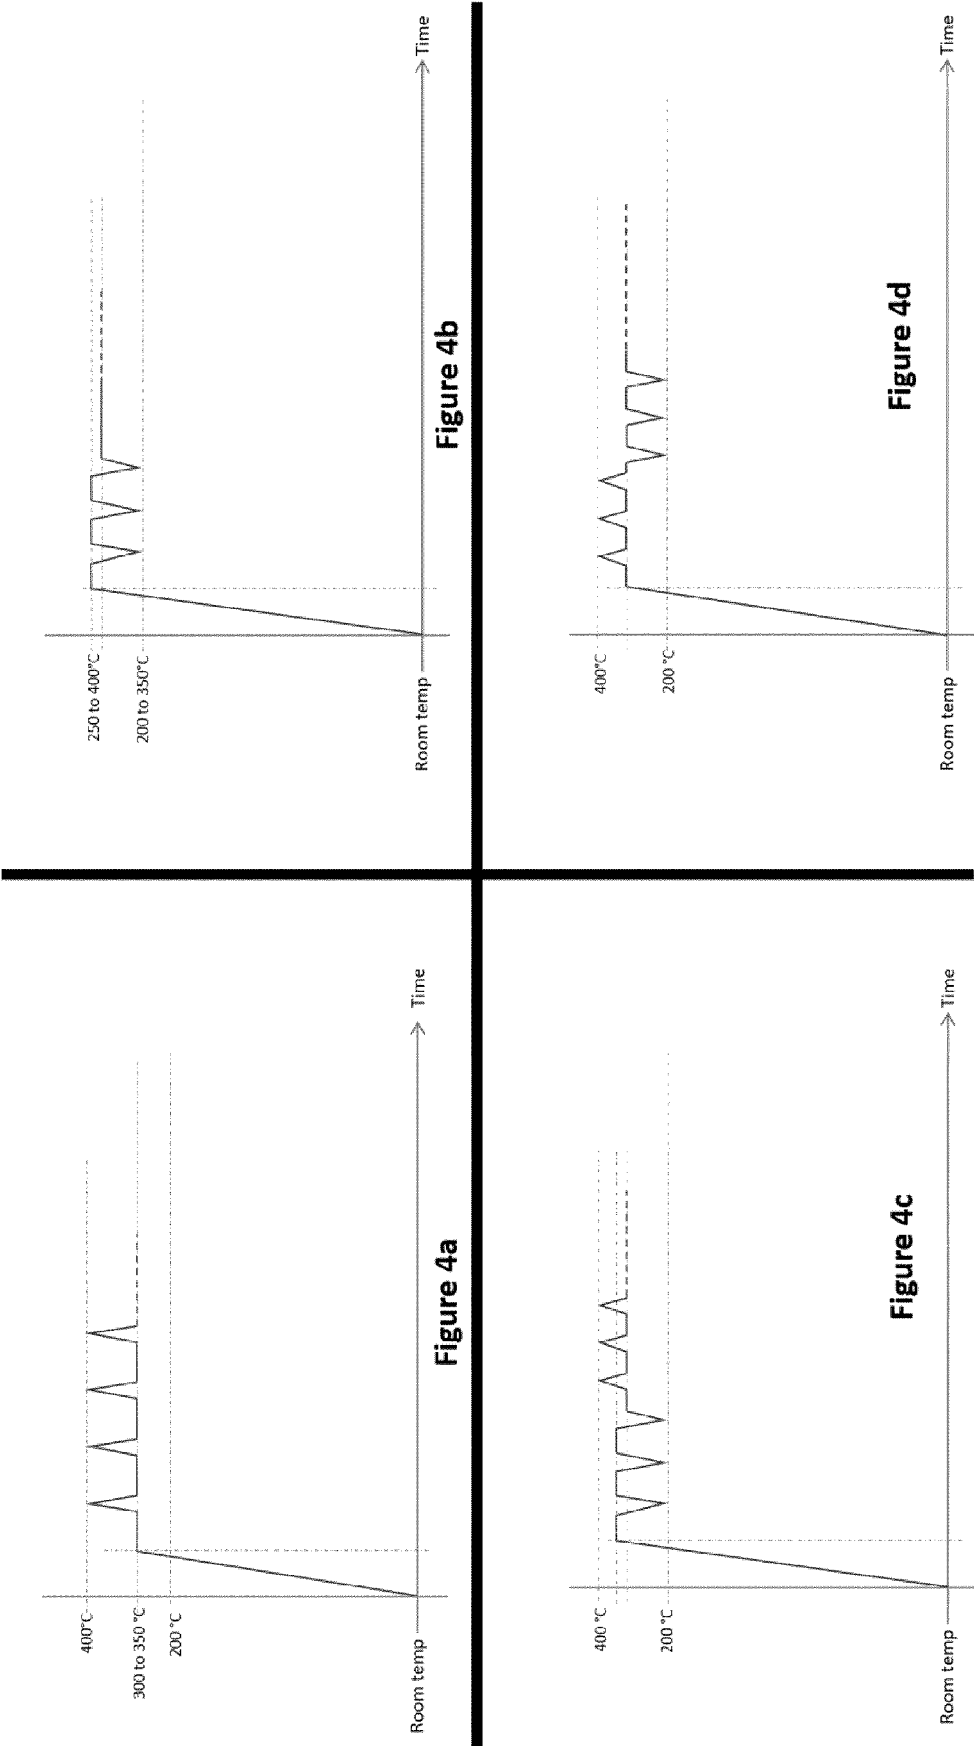 400°C
300 to 350 °C
200 °C
Room temp
Time
Figure 4a
250 to 400°C
200 to 350°C
Room temp
Time
Figure 4b
400 °C
200 °C
Room temp
Time
Figure 4c
400°C
200 °C
Room temp
Time
Figure 4d